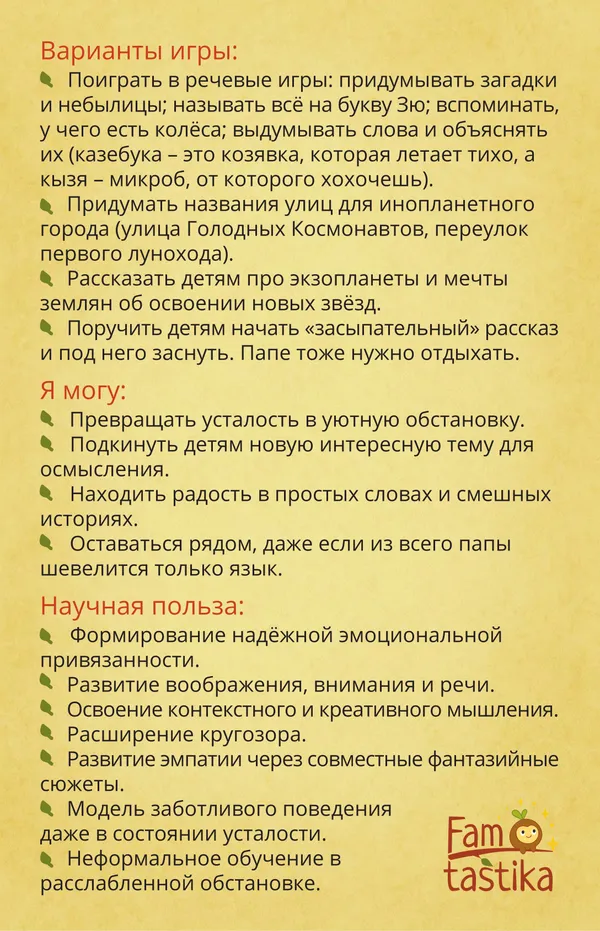 Варианты игры:
Поиграть в речевые игры: придумывать загадки
и небылицы; называть всё на букву Зю; вспоминать,
у чего есть колёса; выдумывать слова и объяснять
их (казебука – это козявка, которая летает тихо, а
кызя – микроб, от которого хохочешь).
Придумать названия улиц для инопланетного
города (улица Голодных Космонавтов, переулок
первого лунохода).
Рассказать детям про экзопланеты и мечты
землян об освоении новых звёзд.
Поручить детям начать «засыпательный» рассказ
и под него заснуть. Папе тоже нужно отдыхать.
Я могу:
Превращать усталость в уютную обстановку.
Подкинуть детям новую интересную тему для
осмысления.
Находить радость в простых словах и смешных
историях.
Оставаться рядом, даже если из всего папы
шевелится только язык.
Научная польза:
Формирование надёжной эмоциональной
привязанности.
Развитие воображения, внимания и речи.
Освоение контекстного и креативного мышления.
Расширение кругозора.
Развитие эмпатии через совместные фантазийные
сюжеты.
Модель заботливого поведения
даже в состоянии усталости.
Неформальное обучение в
расслабленной обстановке.
Fam
tastika